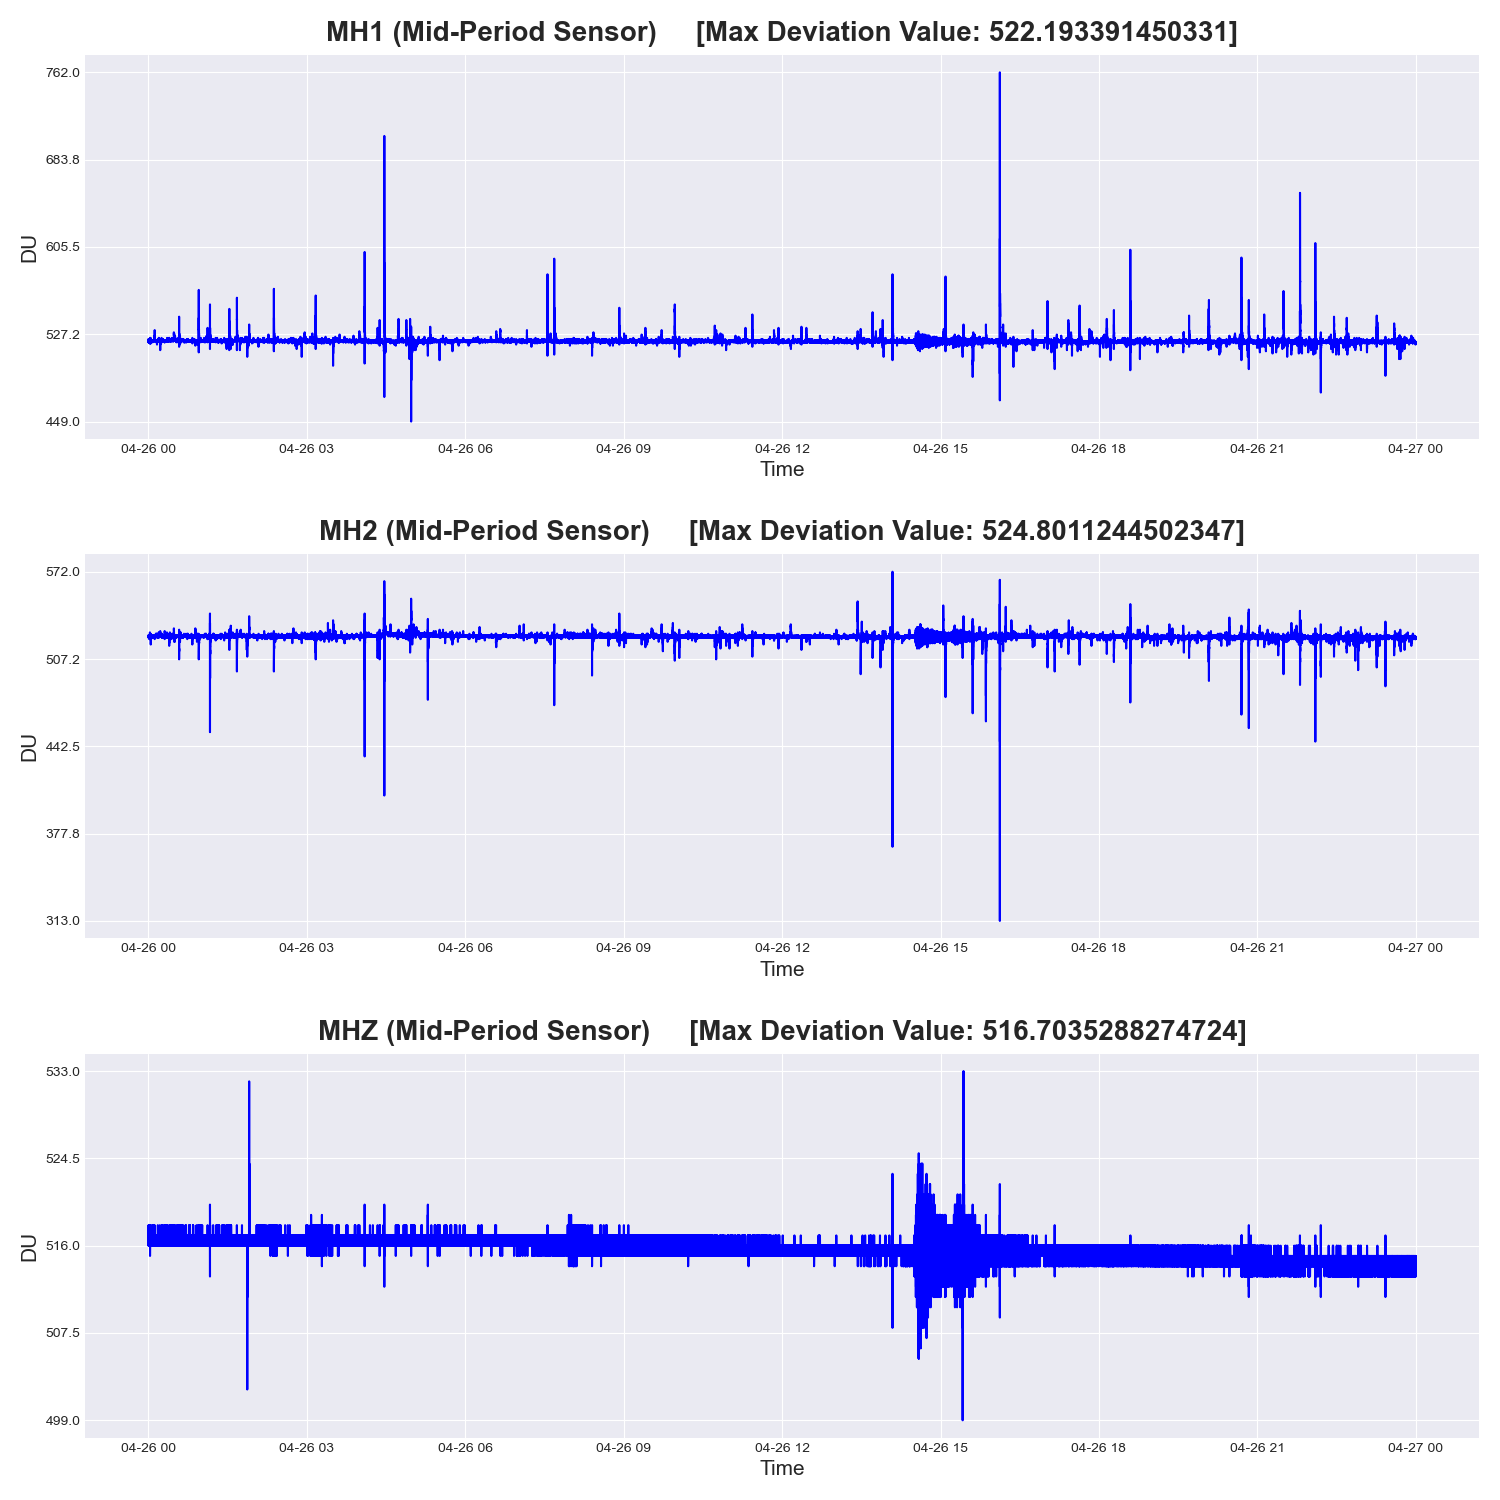 MH1 (Mid-Period Sensor) [Max Deviation Value: 522.193391450331]
762.0
683.8
605.5
527.2
449.0
DU
04-26 00 04-26 03 04-26 06 04-26 09 04-26 12 04-26 15 04-26 18 04-26 21 04-27 00
Time
MH2 (Mid-Period Sensor) [Max Deviation Value: 524.8011244502347]
572.0
507.2
442.5
377.8
313.0
DU
04-26 00 04-26 03 04-26 06 04-26 09 04-26 12 04-26 15 04-26 18 04-26 21 04-27 00
Time
MHZ (Mid-Period Sensor) [Max Deviation Value: 516.7035288274724]
533.0
524.5
516.0
507.5
499.0
DU
04-26 00 04-26 03 04-26 06 04-26 09 04-26 12 04-26 15 04-26 18 04-26 21 04-27 00
Time